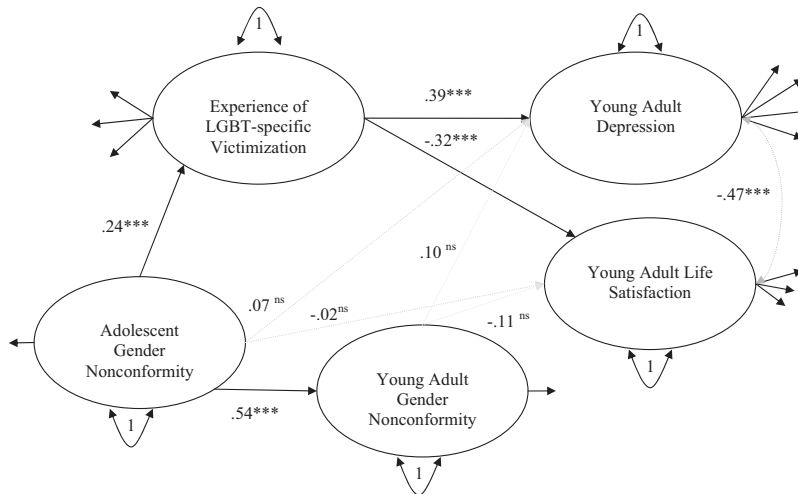 1
1
Experience of
LGBT-specific
Victimization
Young Adult
Depression
.39***
-.32***
-.47***
.24***
.10 ns
Young Adult Life
Satisfaction
.07 ns
-.02ns
-.11 ns
Adolescent
Gender
Nonconformity
Young Adult
Gender
Nonconformity
1
.54***
1
1